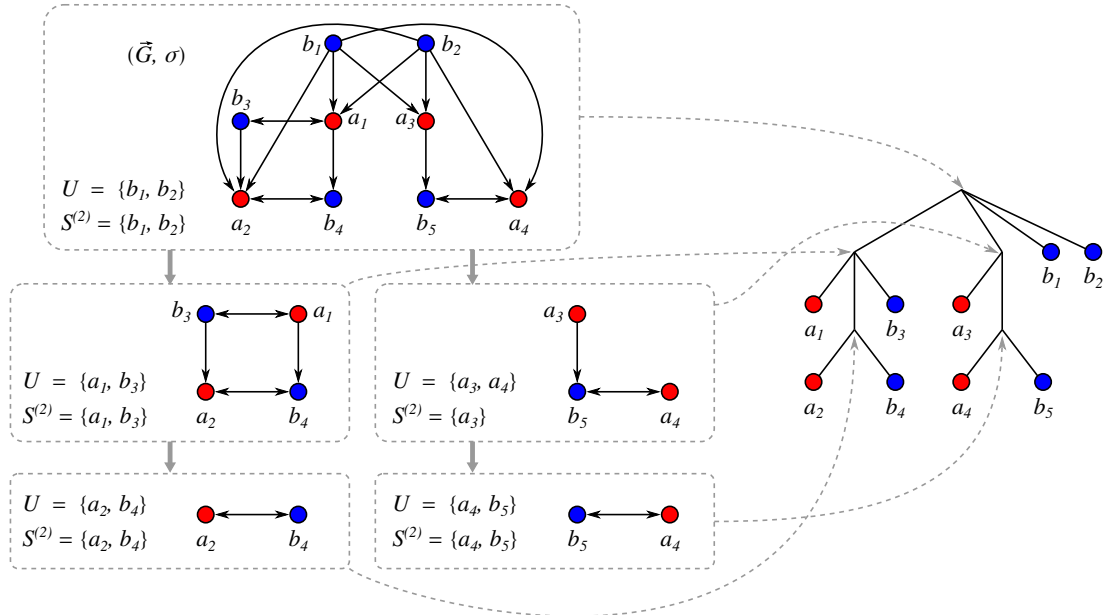 (G⃗, σ)
b₁
b₂
b₃
a₁
a₃
U = {b₁, b₂}
S⁽²⁾ = {b₁, b₂}
a₂
b₄
b₅
a₄
b₃
a₁
U = {a₁, b₃}
S⁽²⁾ = {a₁, b₃}
a₂
b₄
a₃
U = {a₃, a₄}
S⁽²⁾ = {a₃}
b₅
a₄
U = {a₂, b₄}
S⁽²⁾ = {a₂, b₄}
a₂
b₄
U = {a₄, b₅}
S⁽²⁾ = {a₄, b₅}
b₅
a₄
b₁
b₂
a₁
b₃
a₃
a₂
b₄
a₄
b₅